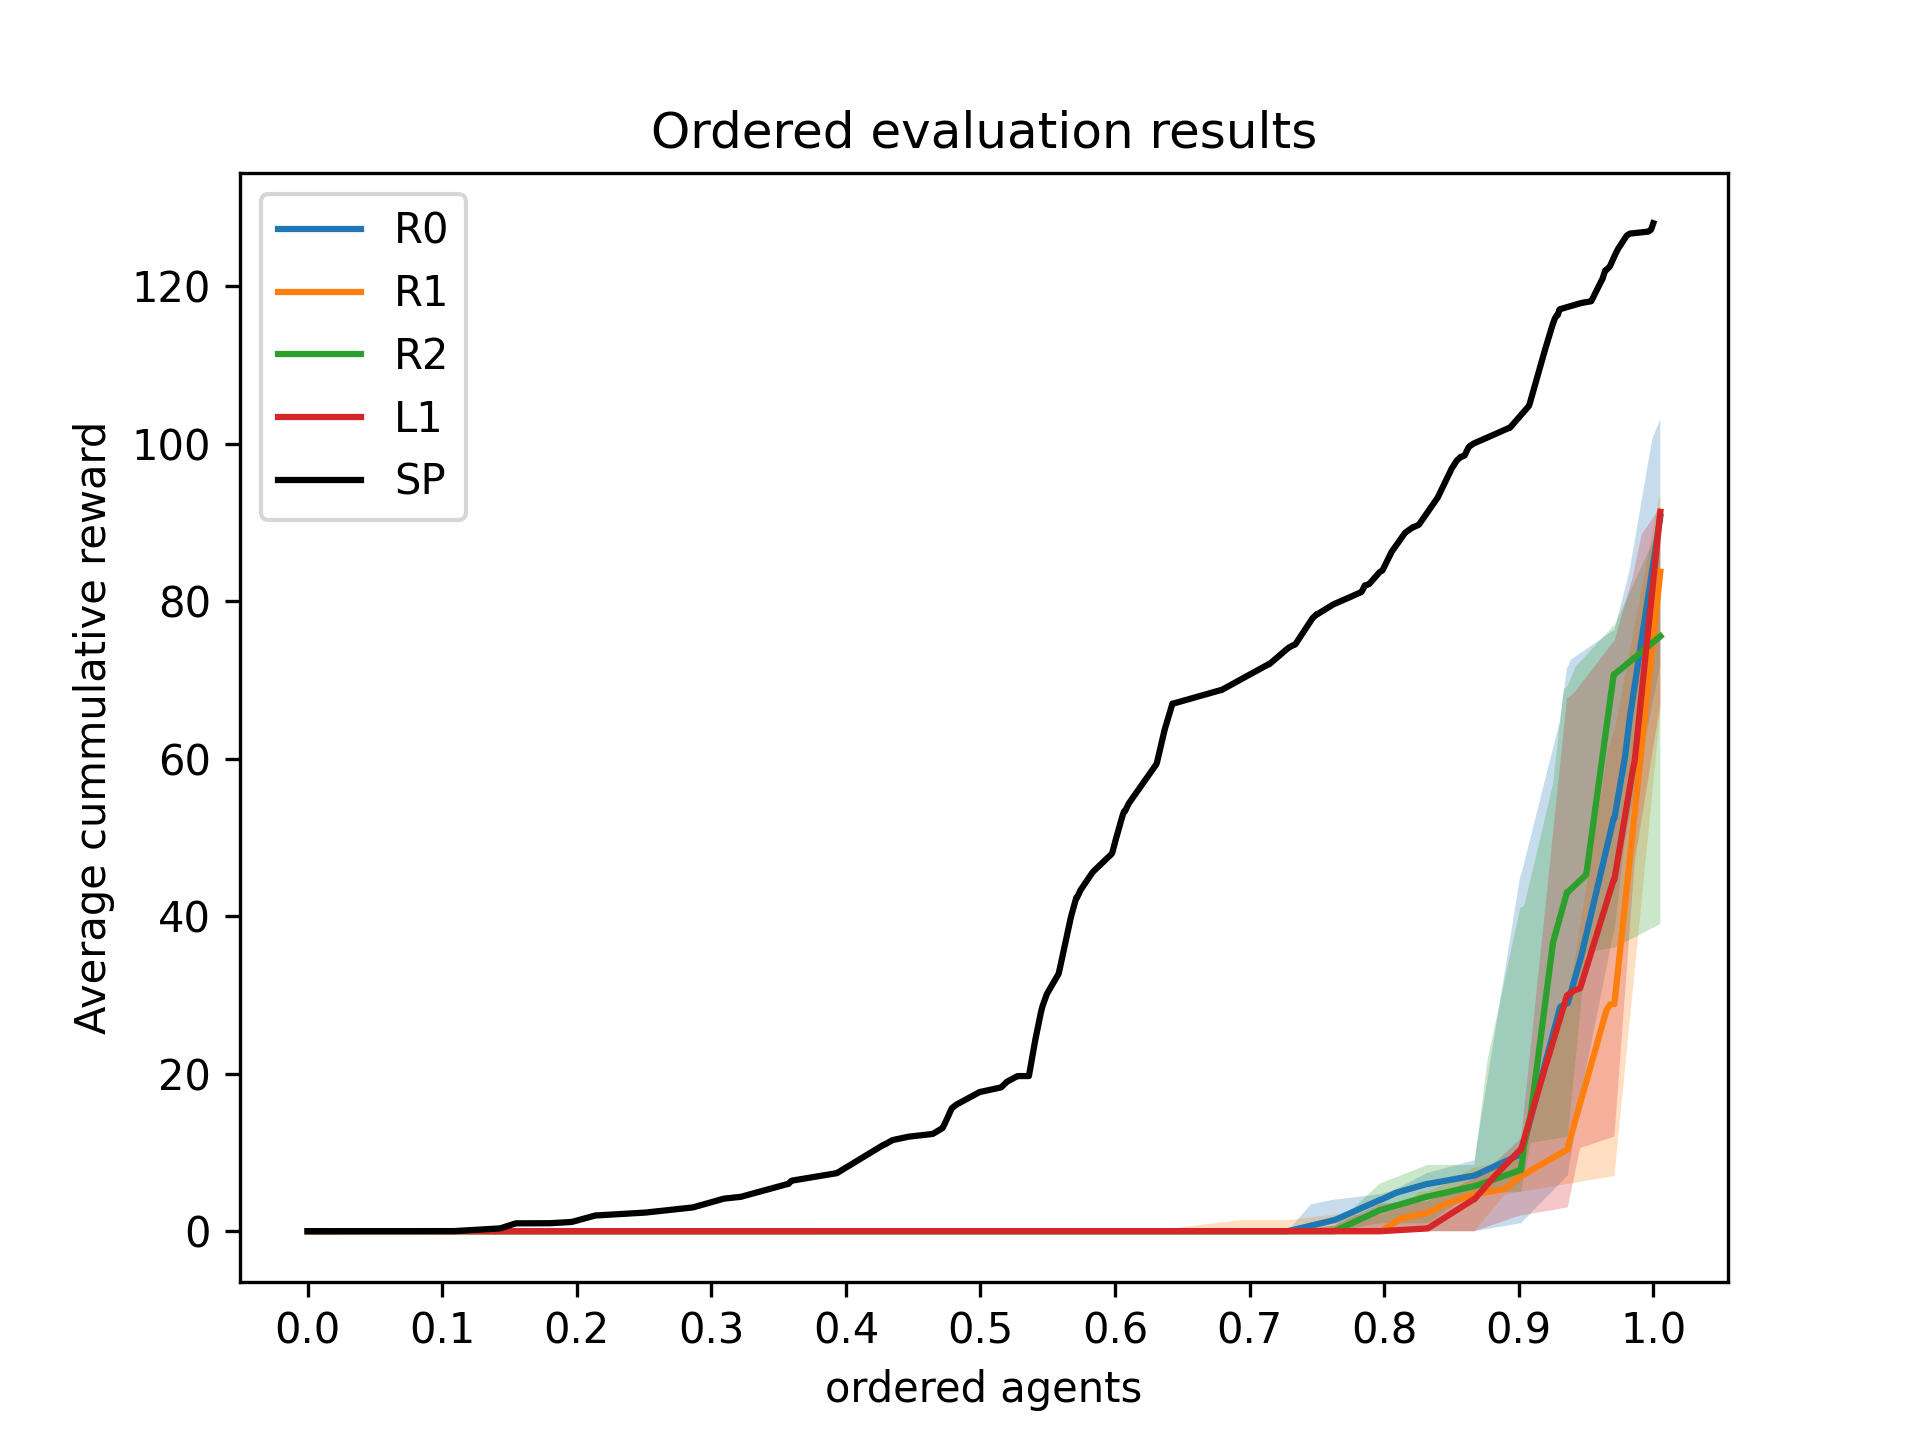 Ordered evaluation results
R0
R1
R2
L1
SP
Average cummulative reward
120
100
80
60
40
20
0
0.0 0.1 0.2 0.3 0.4 0.5 0.6 0.7 0.8 0.9 1.0
ordered agents